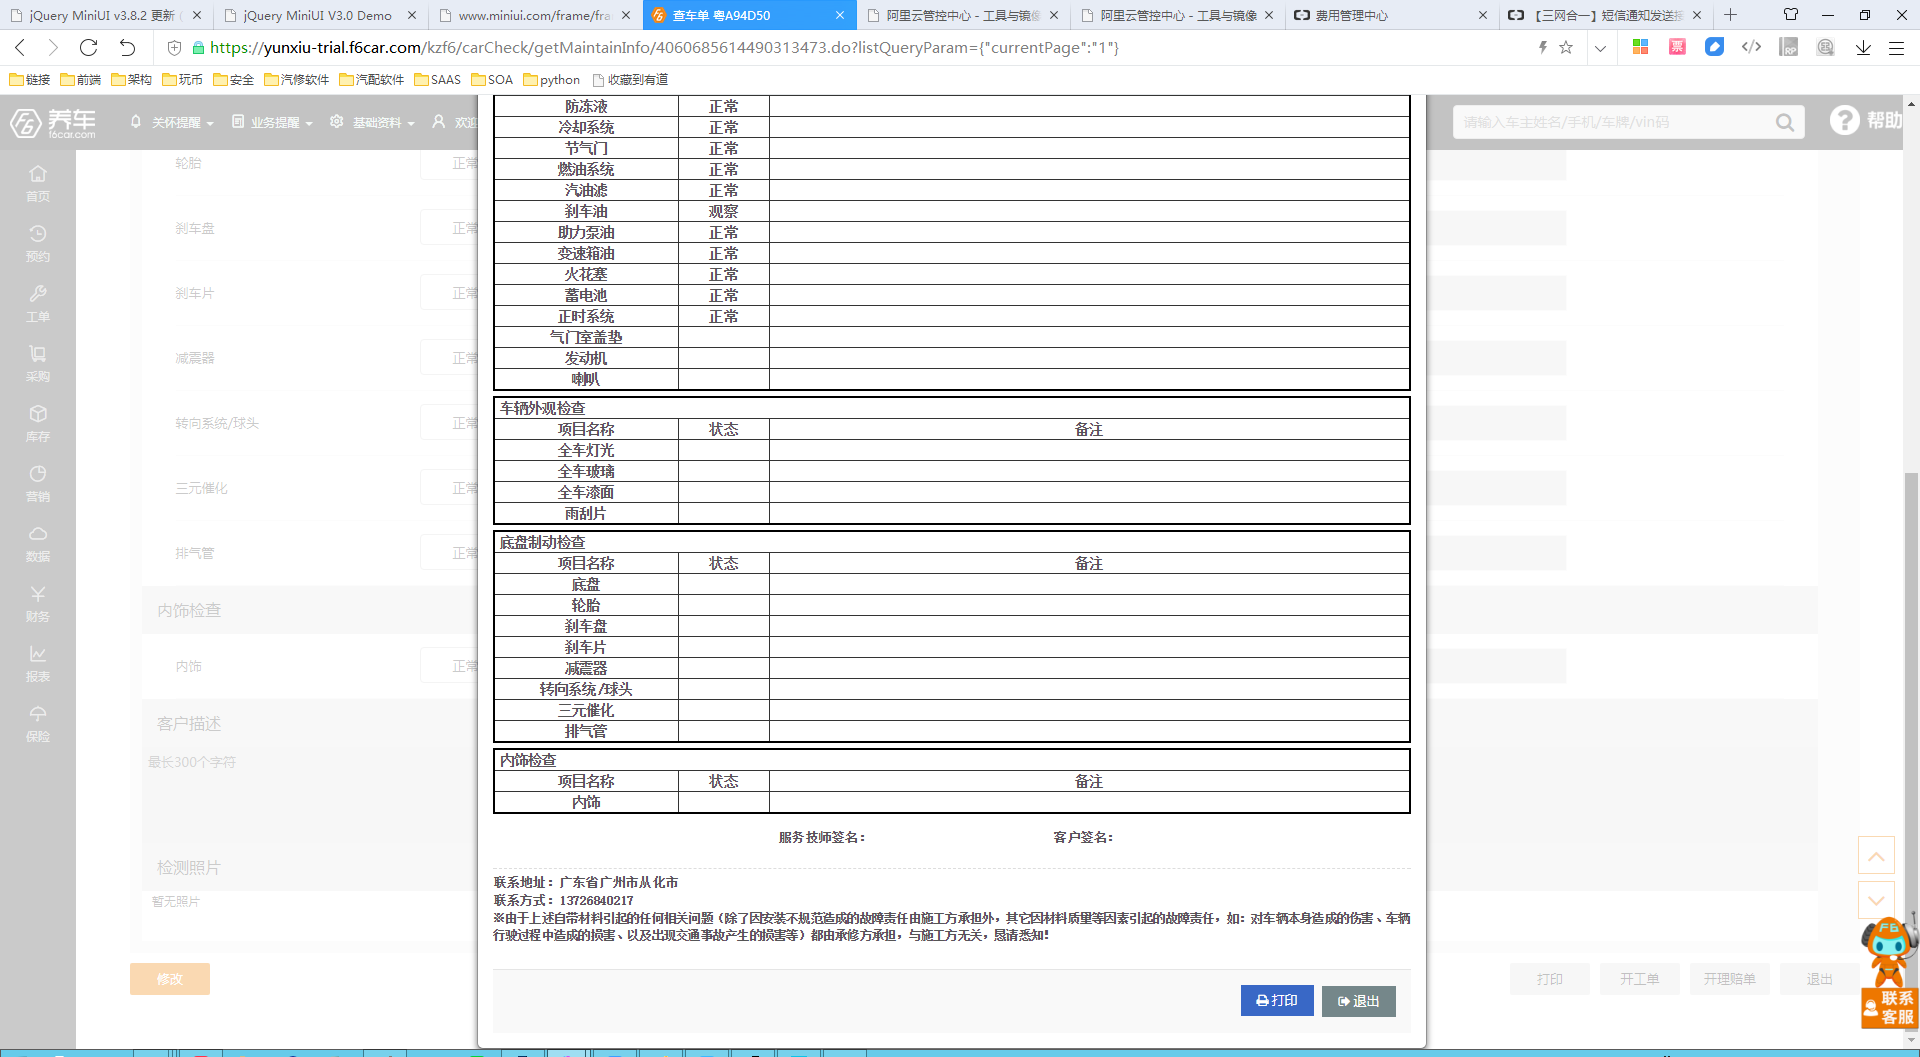 jQuery MiniUI v3.8.2 更新
jQuery MiniUI V3.0 Demo
www.miniui.com/frame/fra
查车单 粤A94D50
阿里云管控中心 - 工具与镜像
阿里云管控中心 - 工具与镜像
费用管理中心
【三网合一】短信通知发送接
https://yunxiu-trial.f6car.com/kzf6/carCheck/getMaintainInfo/4060685614490313473.do?listQueryParam={"currentPage":"1"}
链接 前端 架构 玩币 安全 汽修软件 汽配软件 SAAS SOA python 收藏到有道
养车
f6car.com
关怀提醒 业务提醒 基础资料 欢迎
请输入车主姓名/手机/车牌/vin码
帮助
首页
预约
工单
采购
库存
营销
数据
财务
报表
保险
轮胎 正常
刹车盘 正常
刹车片 正常
减震器 正常
转向系统/球头 正常
三元催化 正常
排气管 正常
内饰检查
内饰 正常
客户描述
最长300个字符
检测照片
暂无照片
修改
防冻液 正常
冷却系统 正常
节气门 正常
燃油系统 正常
汽油滤 正常
刹车油 观察
助力泵油 正常
变速箱油 正常
火花塞 正常
蓄电池 正常
正时系统 正常
气门室盖垫
发动机
喇叭
车辆外观检查
项目名称 状态 备注
全车灯光
全车玻璃
全车漆面
雨刮片
底盘制动检查
项目名称 状态 备注
底盘
轮胎
刹车盘
刹车片
减震器
转向系统/球头
三元催化
排气管
内饰检查
项目名称 状态 备注
内饰
服务技师签名： 客户签名：
联系地址：广东省广州市从化市
联系方式：13726840217
※由于上述自带材料引起的任何相关问题（除了因安装不规范造成的故障责任由施工方承担外，其它因材料质量等因素引起的故障责任，如：对车辆本身造成的伤害、车辆
行驶过程中造成的损害、以及出现交通事故产生的损害等）都由承修方承担，与施工方无关，恳请悉知！
打印 退出
打印 开工单 开理赔单 退出
F6
联系
客服